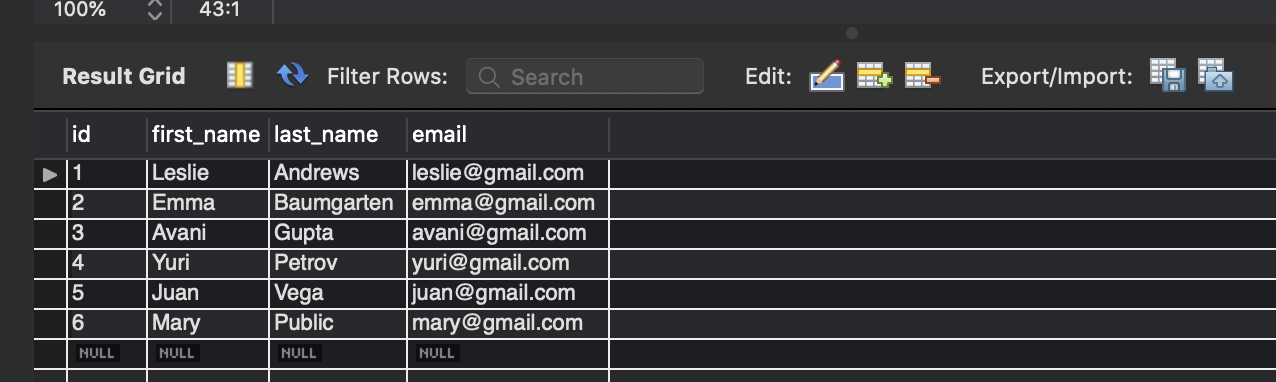 100% 43:1
Result Grid Filter Rows: Search Edit: Export/Import:
id first_name last_name email
1 Leslie Andrews leslie@gmail.com
2 Emma Baumgarten emma@gmail.com
3 Avani Gupta avani@gmail.com
4 Yuri Petrov yuri@gmail.com
5 Juan Vega juan@gmail.com
6 Mary Public mary@gmail.com
NULL NULL NULL NULL